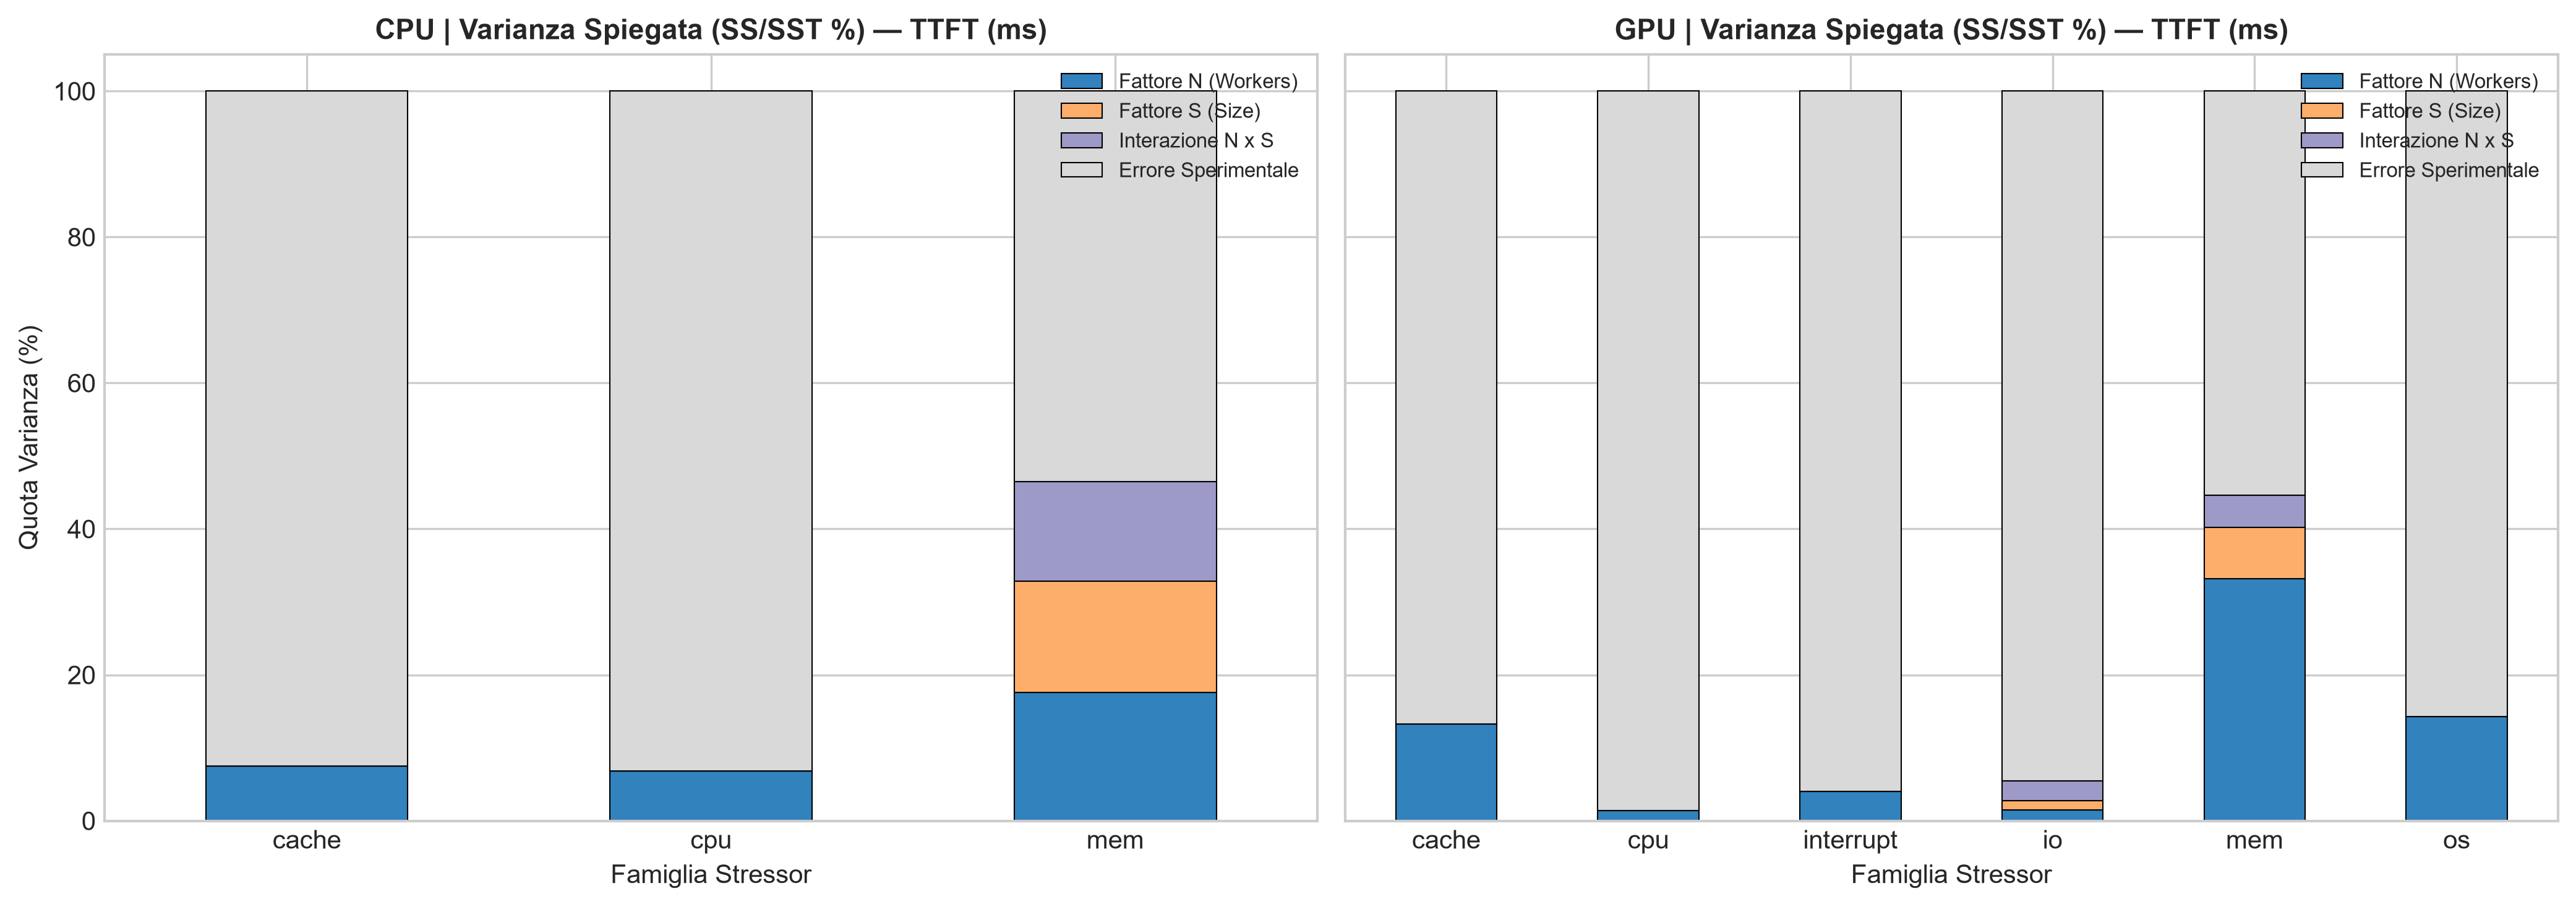 CPU | Varianza Spiegata (SS/SST %) — TTFT (ms)
Fattore N (Workers)
Fattore S (Size)
Interazione N x S
Errore Sperimentale
Quota Varianza (%)
100
80
60
40
20
0
cache cpu mem
Famiglia Stressor
GPU | Varianza Spiegata (SS/SST %) — TTFT (ms)
Fattore N (Workers)
Fattore S (Size)
Interazione N x S
Errore Sperimentale
cache cpu interrupt io mem os
Famiglia Stressor